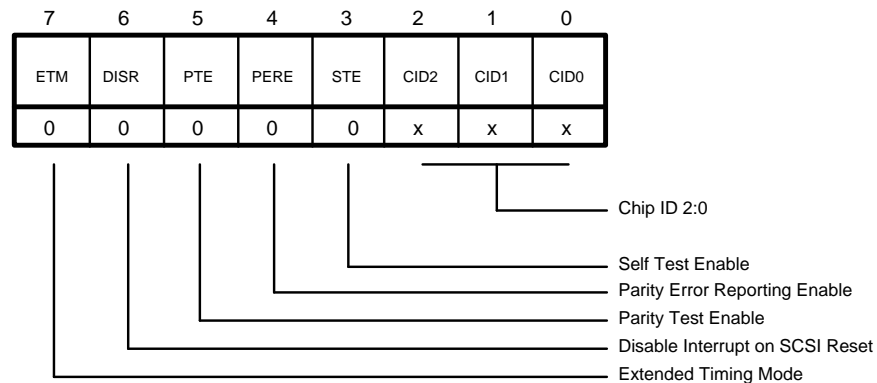 7 6 5 4 3 2 1 0
ETM DISR PTE PERE STE CID2 CID1 CID0
0 0 0 0 0 x x x
Chip ID 2:0
Self Test Enable
Parity Error Reporting Enable
Parity Test Enable
Disable Interrupt on SCSI Reset
Extended Timing Mode